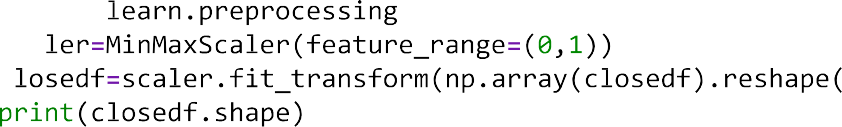 learn.preprocessing
ler=MinMaxScaler(feature_range=(0,1))
losedf=scaler.fit_transform(np.array(closedf).reshape(
print(closedf.shape)